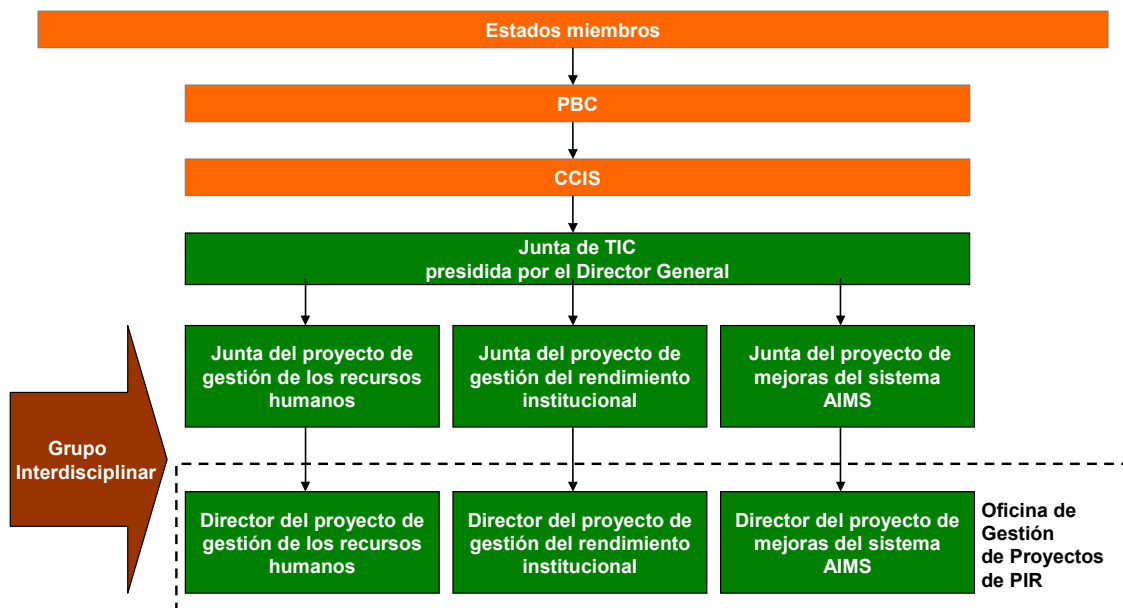 Estados miembros
PBC
CCIS
Junta de TIC
presidida por el Director General
Junta del proyecto de
gestión de los recursos
humanos
Junta del proyecto de
gestión del rendimiento
institucional
Junta del proyecto de
mejoras del sistema
AIMS
Grupo
Interdisciplinar
Director del proyecto de
gestión de los recursos
humanos
Director del proyecto de
gestión del rendimiento
institucional
Director del proyecto de
mejoras del sistema
AIMS
Oficina de
Gestión
de Proyectos
de PIR